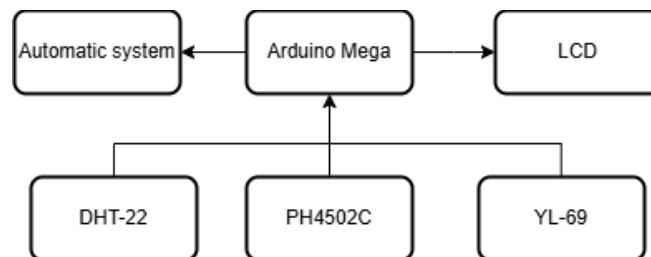 Automatic system
Arduino Mega
LCD
DHT-22
PH4502C
YL-69